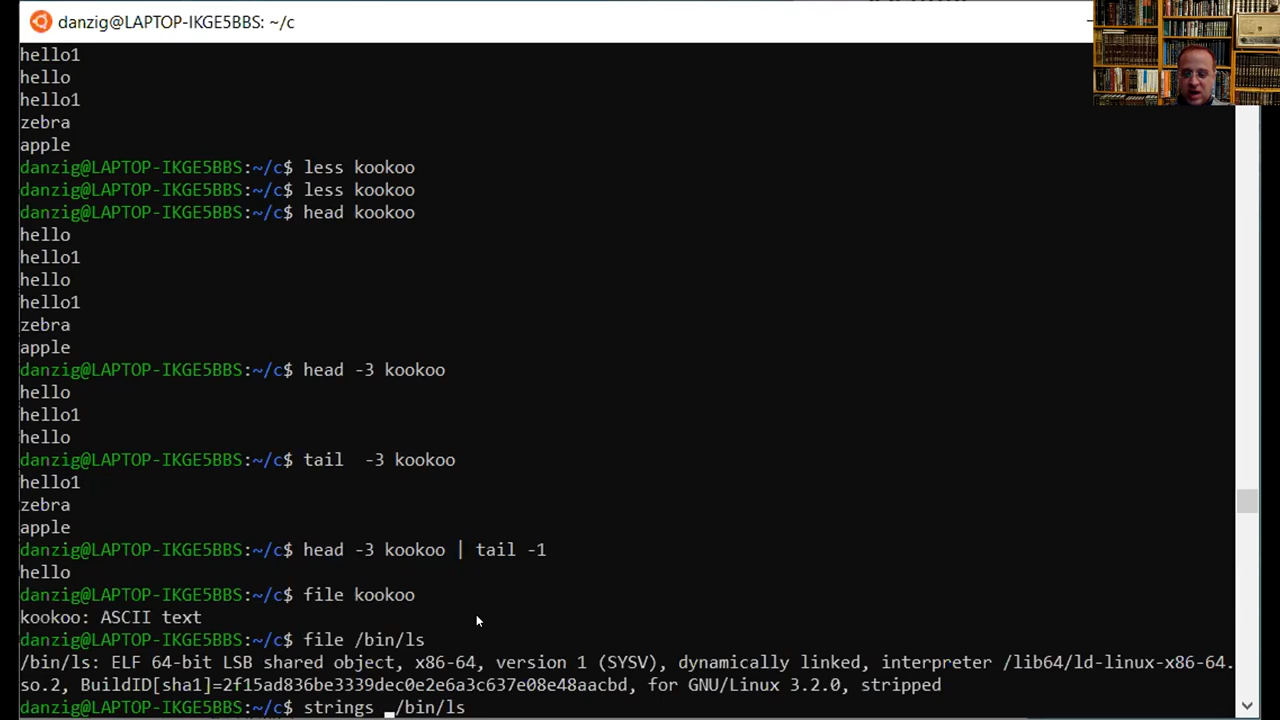 danzig@LAPTOP-IKGE5BBS: ~/c
hello1
hello
hello1
zebra
apple
danzig@LAPTOP-IKGE5BBS:~/c$ less kookoo
danzig@LAPTOP-IKGE5BBS:~/c$ less kookoo
danzig@LAPTOP-IKGE5BBS:~/c$ head kookoo
hello
hello1
hello
hello1
zebra
apple
danzig@LAPTOP-IKGE5BBS:~/c$ head -3 kookoo
hello
hello1
hello
danzig@LAPTOP-IKGE5BBS:~/c$ tail  -3 kookoo
hello1
zebra
apple
danzig@LAPTOP-IKGE5BBS:~/c$ head -3 kookoo | tail -1
hello
danzig@LAPTOP-IKGE5BBS:~/c$ file kookoo
kookoo: ASCII text
danzig@LAPTOP-IKGE5BBS:~/c$ file /bin/ls
/bin/ls: ELF 64-bit LSB shared object, x86-64, version 1 (SYSV), dynamically linked, interpreter /lib64/ld-linux-x86-64.
so.2, BuildID[sha1]=2f15ad836be3339dec0e2e6a3c637e08e48aacbd, for GNU/Linux 3.2.0, stripped
danzig@LAPTOP-IKGE5BBS:~/c$ strings  /bin/ls